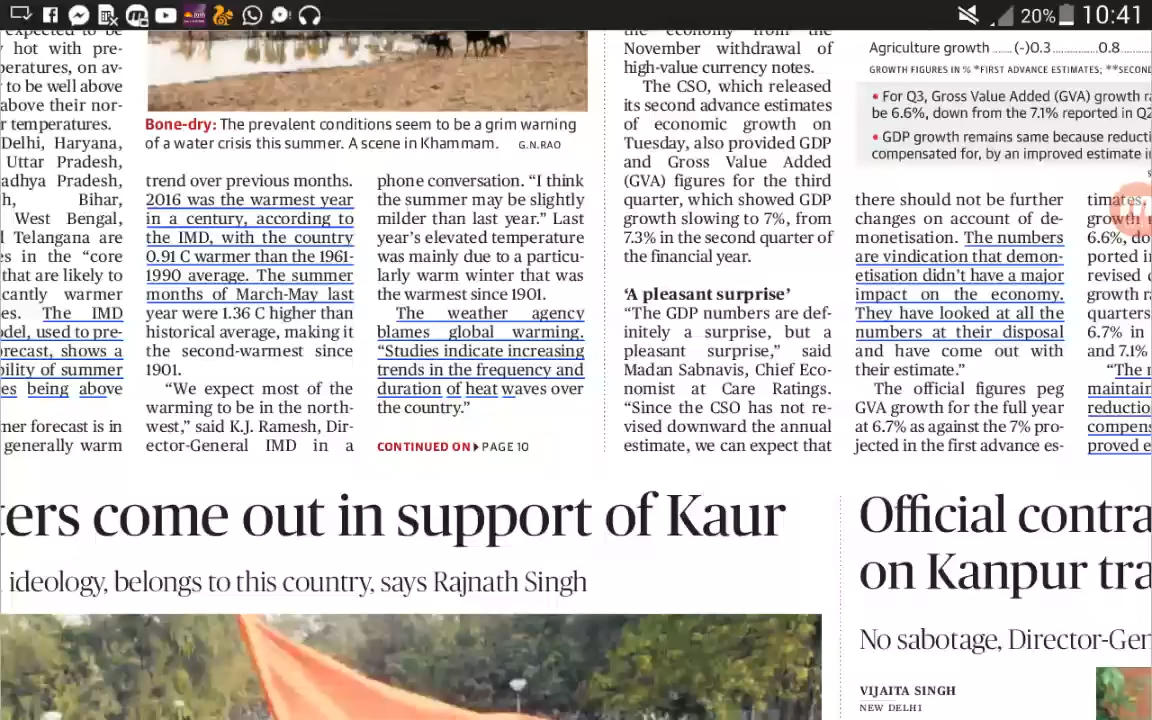 20% 10:41
expected to be
hot with pre-
peratures, on av-
to be well above
above their nor-
r temperatures.
Delhi, Haryana,
Uttar Pradesh,
adhya Pradesh,
h, Bihar,
West Bengal,
Telangana are
es in the “core
that are likely to
cantly warmer
es. The IMD
del, used to pre-
orecast, shows a
bility of summer
es being above
ner forecast is in
generally warm
Bone-dry: The prevalent conditions seem to be a grim warning
of a water crisis this summer. A scene in Khammam. G.N.RAO
trend over previous months.
2016 was the warmest year
in a century, according to
the IMD, with the country
0.91 C warmer than the 1961-
1990 average. The summer
months of March-May last
year were 1.36 C higher than
historical average, making it
the second-warmest since
1901.
“We expect most of the
warming to be in the north-
west,” said K.J. Ramesh, Dir-
ector-General IMD in a
phone conversation. “I think
the summer may be slightly
milder than last year.” Last
year’s elevated temperature
was mainly due to a particu-
larly warm winter that was
the warmest since 1901.
The weather agency
blames global warming.
“Studies indicate increasing
trends in the frequency and
duration of heat waves over
the country.”
CONTINUED ON PAGE 10
the economy from the
November withdrawal of
high-value currency notes.
The CSO, which released
its second advance estimates
of economic growth on
Tuesday, also provided GDP
and Gross Value Added
(GVA) figures for the third
quarter, which showed GDP
growth slowing to 7%, from
7.3% in the second quarter of
the financial year.
‘A pleasant surprise’
“The GDP numbers are def-
initely a surprise, but a
pleasant surprise,” said
Madan Sabnavis, Chief Eco-
nomist at Care Ratings.
“Since the CSO has not re-
vised downward the annual
estimate, we can expect that
Agriculture growth ..... (-)0.3 ............. 0.8
GROWTH FIGURES IN % *FIRST ADVANCE ESTIMATES; **SECOND
• For Q3, Gross Value Added (GVA) growth ra
be 6.6%, down from the 7.1% reported in Q2
• GDP growth remains same because reducti
compensated for, by an improved estimate i
there should not be further
changes on account of de-
monetisation. The numbers
are vindication that demon-
etisation didn’t have a major
impact on the economy.
They have looked at all the
numbers at their disposal
and have come out with
their estimate.”
The official figures peg
GVA growth for the full year
at 6.7% as against the 7% pro-
jected in the first advance es-
timates,
growth
6.6%, do
ported i
revised
growth r
quarters
6.7% in
and 7.1%
“The
maintai
reductio
compens
proved e
ters come out in support of Kaur
ideology, belongs to this country, says Rajnath Singh
Official contra
on Kanpur tra
No sabotage, Director-Ger
VIJAITA SINGH
NEW DELHI